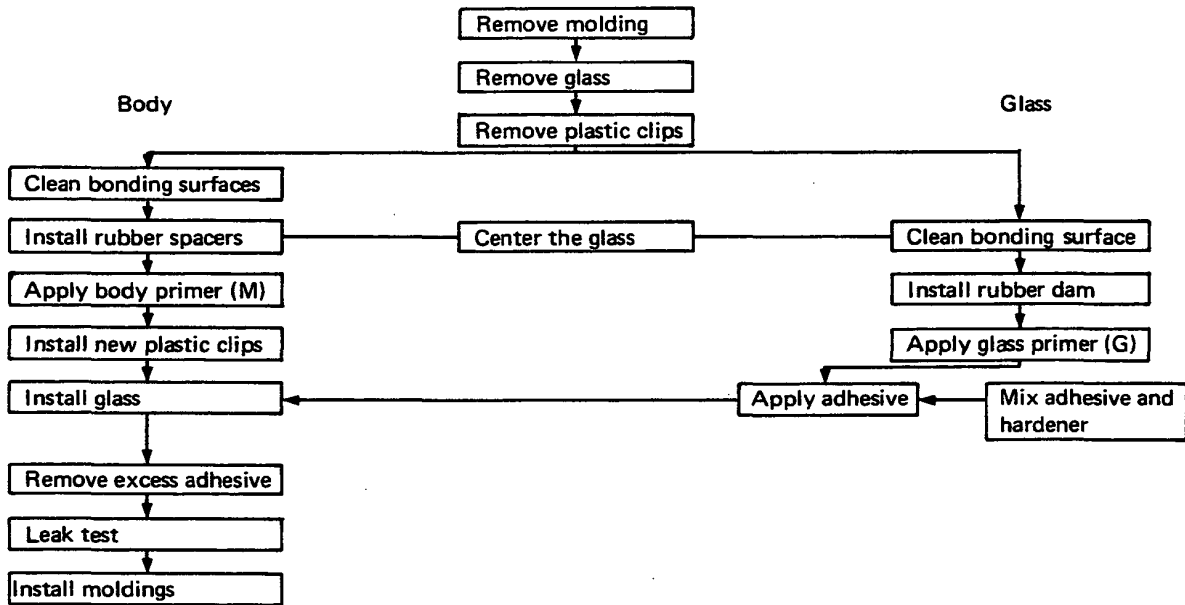 Remove molding
Remove glass
Body
Glass
Remove plastic clips
Clean bonding surfaces
Install rubber spacers
Center the glass
Clean bonding surface
Apply body primer (M)
Install rubber dam
Install new plastic clips
Apply glass primer (G)
Install glass
Apply adhesive
Mix adhesive and
hardener
Remove excess adhesive
Leak test
Install moldings